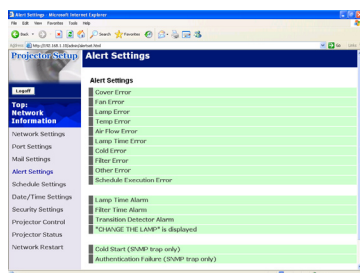 Alert Settings - Microsoft Internet Explorer
File Edit View Favorites Tools Help
Back
Search Favorites
Address
Go
Projector Setup
Alert Settings
Logoff
Top:
Network
Information
Network Settings
Port Settings
Mail Settings
Alert Settings
Schedule Settings
Date/Time Settings
Security Settings
Projector Control
Projector Status
Network Restart
Alert Settings
Cover Error
Fan Error
Lamp Error
Temp Error
Air Flow Error
Lamp Time Error
Cold Error
Filter Error
Other Error
Schedule Execution Error
Lamp Time Alarm
Filter Time Alarm
Transition Detector Alarm
"CHANGE THE LAMP" is displayed
Cold Start (SNMP trap only)
Authentication Failure (SNMP trap only)